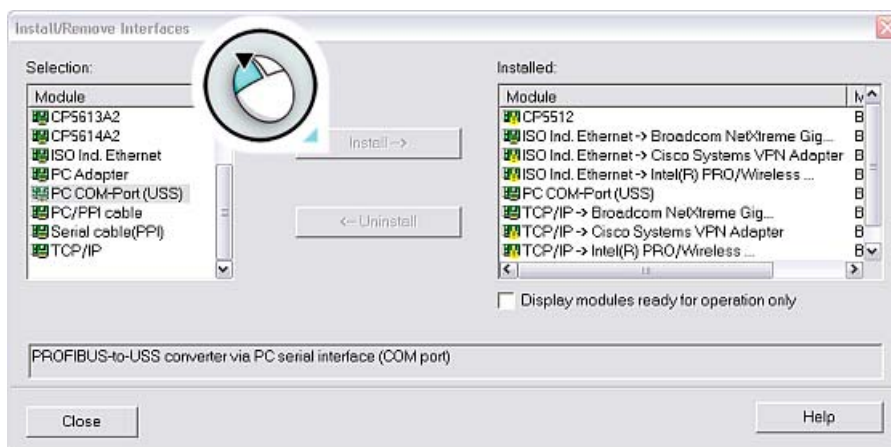 Install/Remove Interfaces
Selection:
Module
CP5613A2
CP5614A2
ISO Ind. Ethernet
PC Adapter
PC COM-Port (USS)
PC/PPI cable
Serial cable(PPI)
TCP/IP
Install -->
<-- Uninstall
Installed:
Module
CP5512
ISO Ind. Ethernet -> Broadcom NetXtreme Gig... B
ISO Ind. Ethernet -> Cisco Systems VPN Adapter B
ISO Ind. Ethernet -> Intel(R) PRO/Wireless ... B
PC COM-Port (USS) B
TCP/IP -> Broadcom NetXtreme Gig... B
TCP/IP -> Cisco Systems VPN Adapter B
TCP/IP -> Intel(R) PRO/Wireless ... B
Display modules ready for operation only
PROFIBUS-to-USS converter via PC serial interface (COM port)
Close
Help